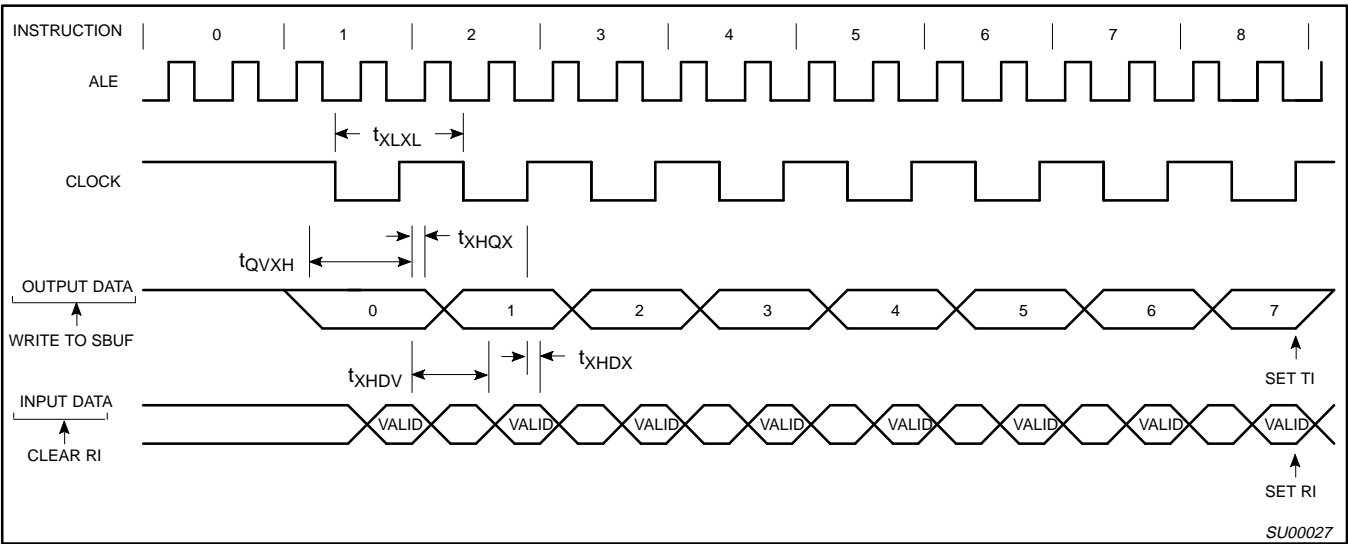 INSTRUCTION | 0 | 1 | 2 | 3 | 4 | 5 | 6 | 7 | 8 |
ALE
tXLXL
CLOCK
tXHQX
tQVXH
OUTPUT DATA
0 1 2 3 4 5 6 7
WRITE TO SBUF
tXHDX
tXHDV
SET TI
INPUT DATA
VALID VALID VALID VALID VALID VALID VALID VALID
CLEAR RI
SET RI
SU00027